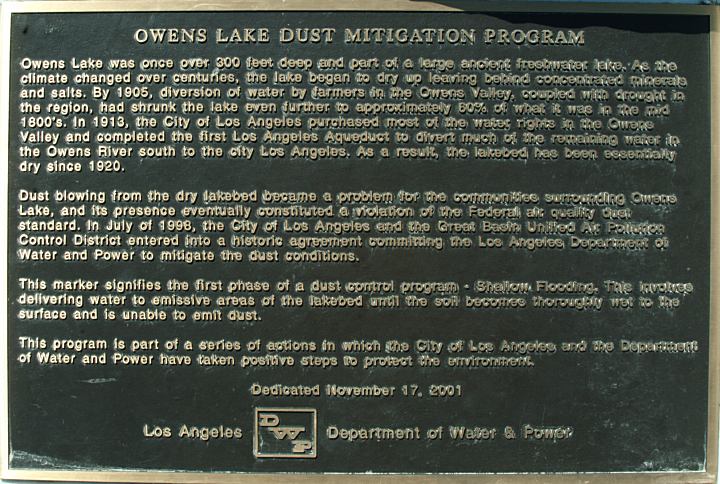 OWENS LAKE DUST MITIGATION PROGRAM
Owens Lake was once over 300 feet deep and part of a large ancient freshwater lake. As the
climate changed over centuries, the lake began to dry up leaving behind concentrated minerals
and salts. By 1905, diversion of water by farmers in the Owens Valley, coupled with drought in
the region, had shrunk the lake even further to approximately 60% of what it was in the mid
1800's. In 1913, the City of Los Angeles purchased most of the water rights in the Owens
Valley and completed the first Los Angeles Aqueduct to divert much of the remaining water in
the Owens River south to the city Los Angeles. As a result, the lakebed has been essentially
dry since 1920.
Dust blowing from the dry lakebed became a problem for the communities surrounding Owens
Lake, and its presence eventually constituted a violation of the Federal air quality dust
standard. In July of 1998, the City of Los Angeles and the Great Basin Unified Air Pollution
Control District entered into a historic agreement committing the Los Angeles Department of
Water and Power to mitigate the dust conditions.
This marker signifies the first phase of a dust control program - Shallow Flooding. This involves
delivering water to emissive areas of the lakebed until the soil becomes thoroughly wet to the
surface and is unable to emit dust.
This program is part of a series of actions in which the City of Los Angeles and the Department
of Water and Power have taken positive steps to protect the environment.
Dedicated November 17, 2001
Los Angeles DWP Department of Water & Power